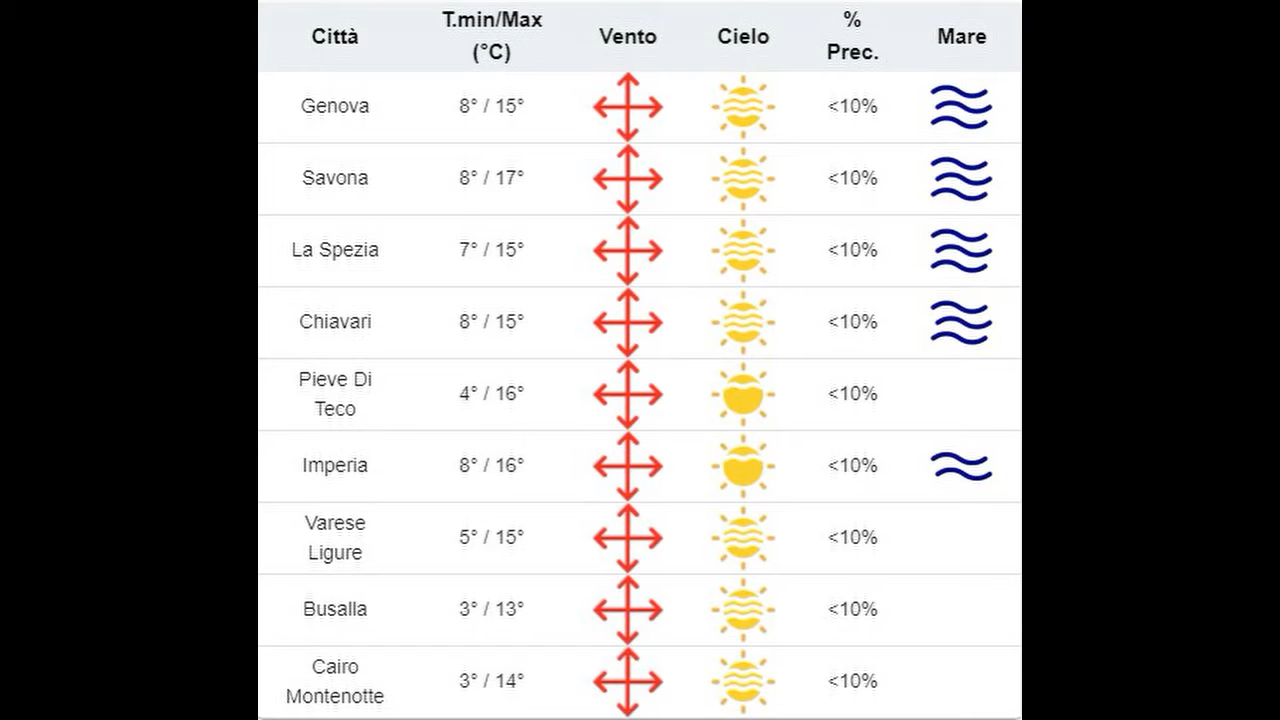 Città T.min/Max (°C) Vento Cielo % Prec. Mare
Genova 8° / 15° <10%
Savona 8° / 17° <10%
La Spezia 7° / 15° <10%
Chiavari 8° / 15° <10%
Pieve Di Teco 4° / 16° <10%
Imperia 8° / 16° <10%
Varese Ligure 5° / 15° <10%
Busalla 3° / 13° <10%
Cairo Montenotte 3° / 14° <10%